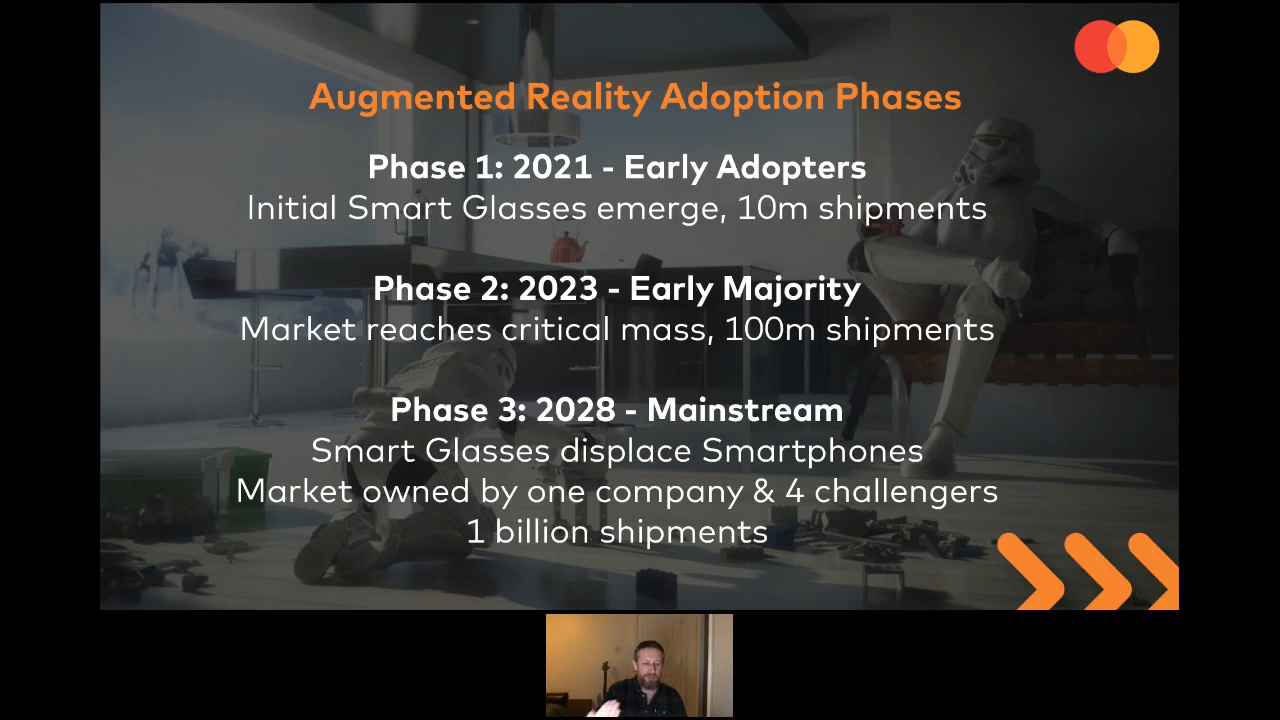 Augmented Reality Adoption Phases
Phase 1: 2021 - Early Adopters
Initial Smart Glasses emerge, 10m shipments
Phase 2: 2023 - Early Majority
Market reaches critical mass, 100m shipments
Phase 3: 2028 - Mainstream
Smart Glasses displace Smartphones
Market owned by one company & 4 challengers
1 billion shipments